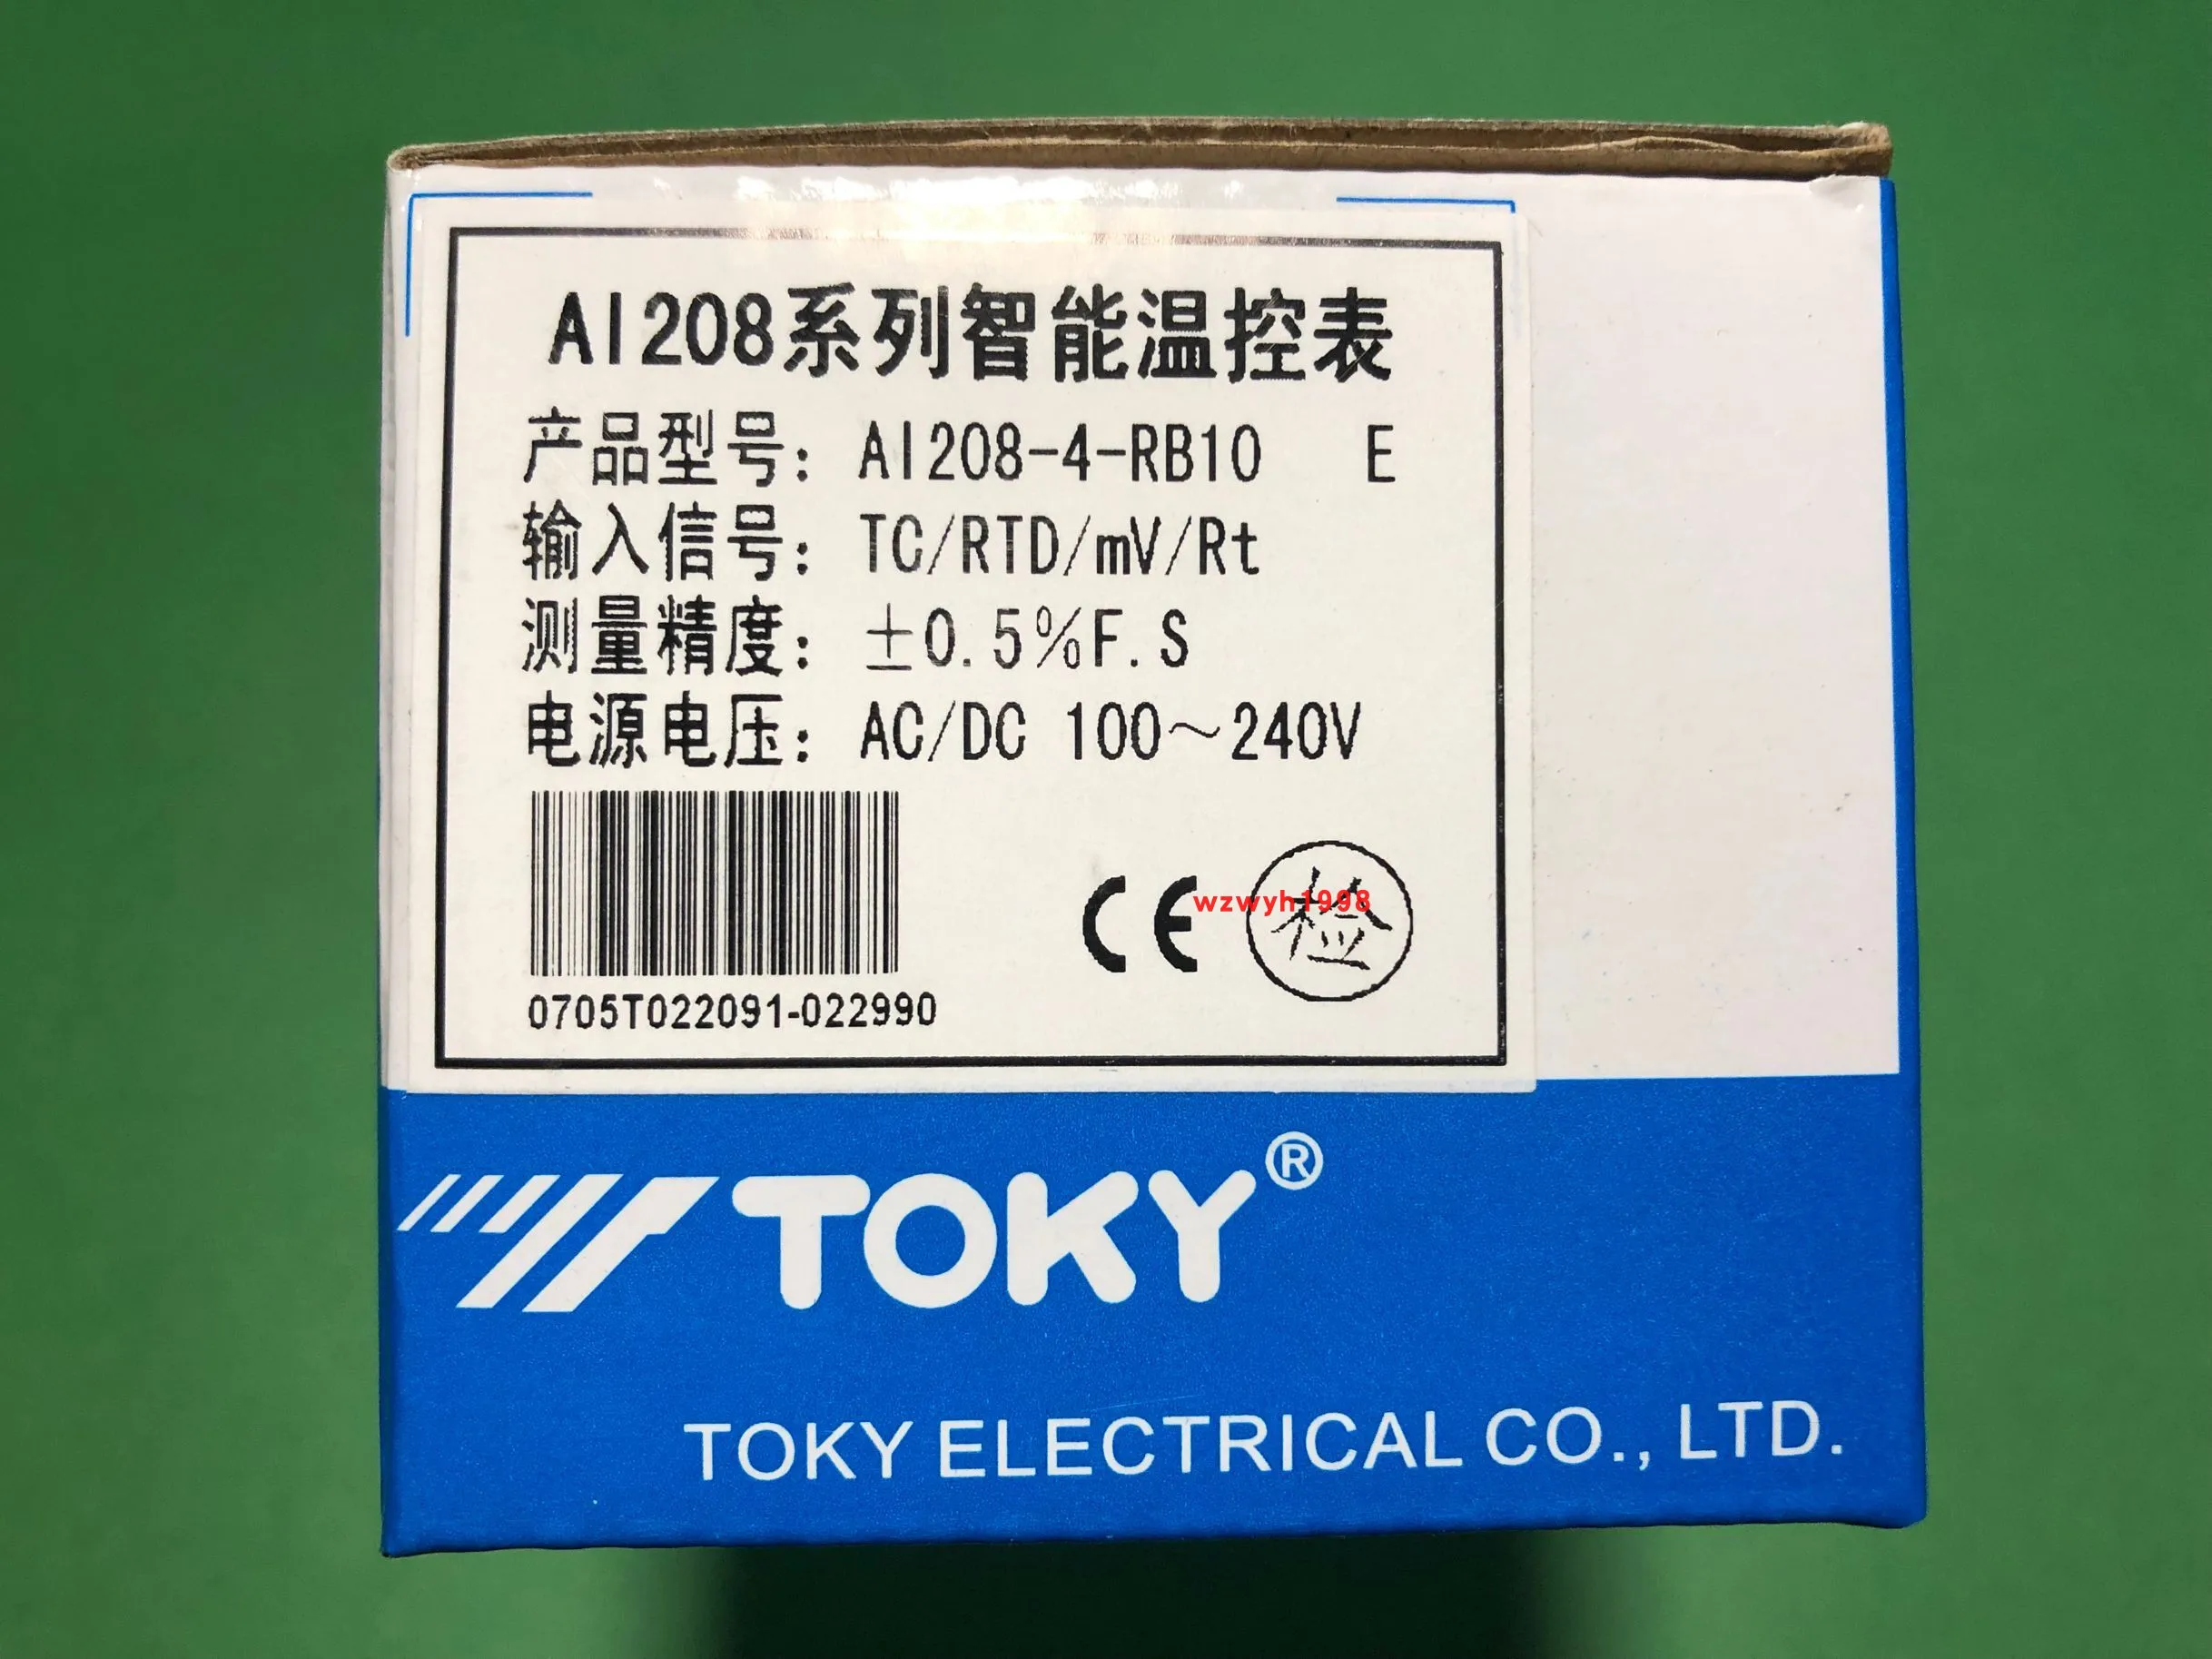 AI208系列智能温控表
产品型号: AI208-4-RB10 E
输入信号: TC/RTD/mV/Rt
测量精度: ±0.5%F.S
电源电压: AC/DC 100～240V
0705T022091-022990
CE
wzwyh1998
检
TOKY®
TOKY ELECTRICAL CO., LTD.